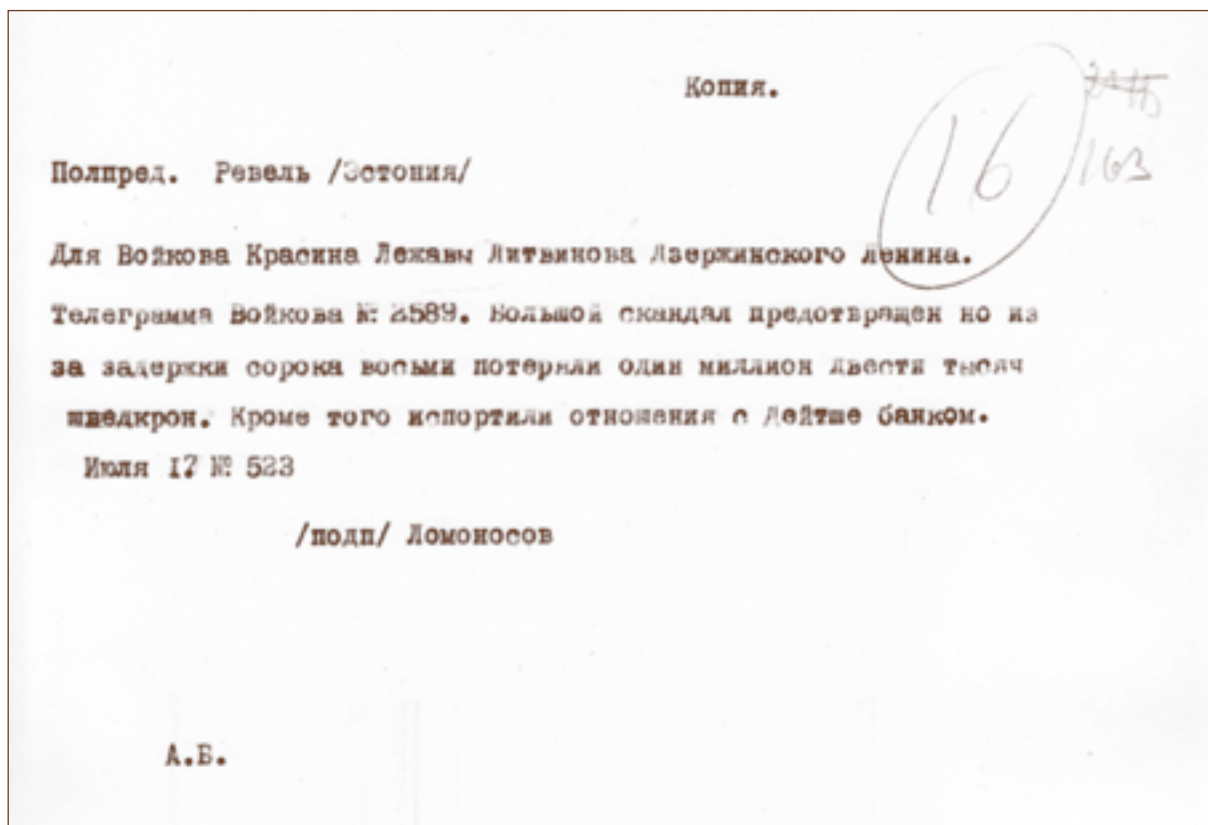 Копия.
16
163
Полпред. Ревель /Эстония/
Для Войкова Красина Лежавы Литвинова Дзержинского Ленина.
Телеграмма Войкова № 2589. Большой скандал предотвращен но из
за задержки сорока восьми потеряли один миллион двести тысяч
шведкрон. Кроме того испортили отношения с Дейтше банком.
Июля 17 № 523
/подп/ Ломоносов
А.Б.